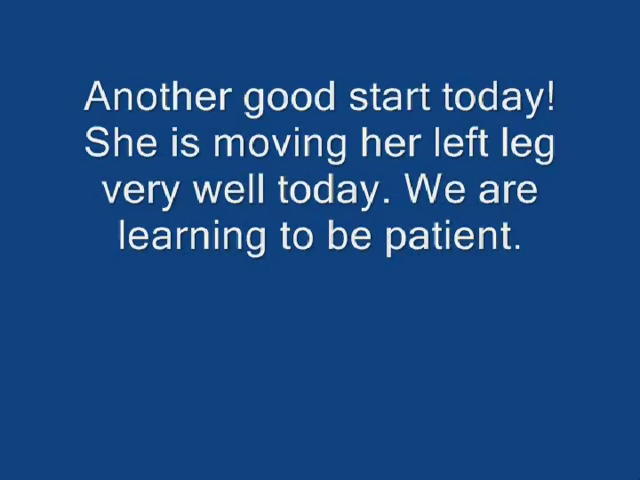 Another good start today!
She is moving her left leg
very well today. We are
learning to be patient.